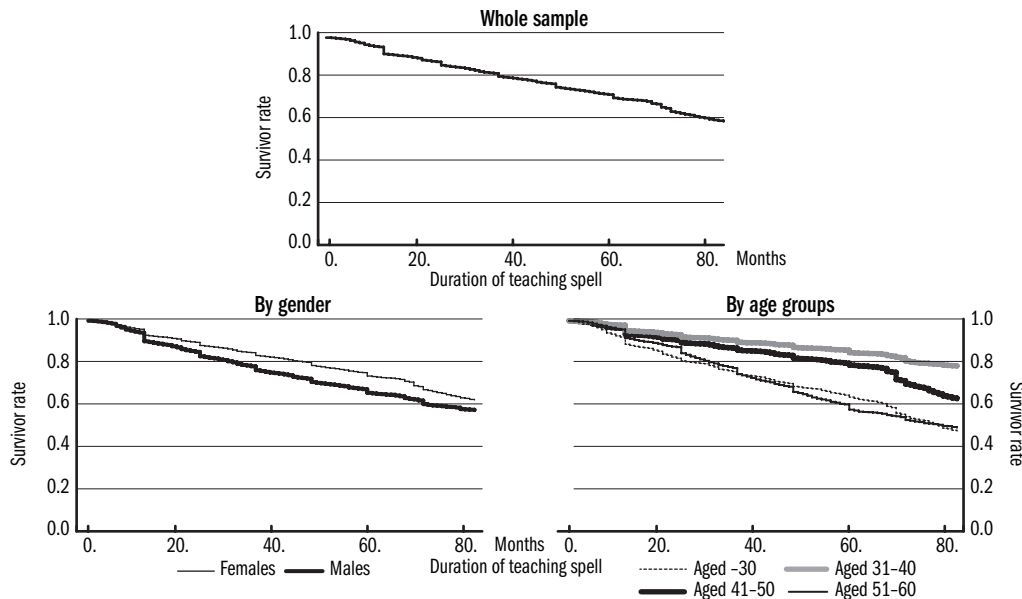 Whole sample
1.0
0.8
0.6
0.4
0.2
0.0
Survivor rate
0. 20. 40. 60. 80. Months
Duration of teaching spell
By gender
1.0
0.8
0.6
0.4
0.2
0.0
Survivor rate
0. 20. 40. 60. 80. Months
Females Males
Duration of teaching spell
By age groups
1.0
0.8
0.6
0.4
0.2
0.0
Survivor rate
0. 20. 40. 60. 80.
Aged –30 Aged 31–40
Aged 41–50 Aged 51–60